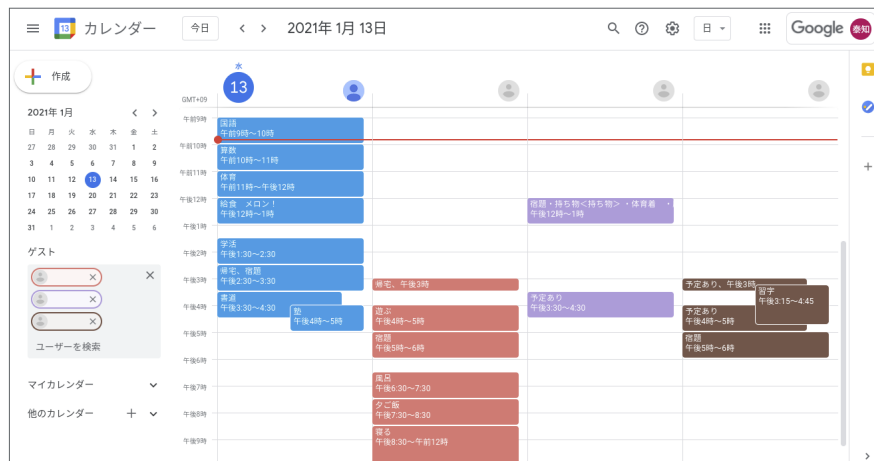 13 カレンダー 今日 2021年 1月 13日 日 Google 泰知
作成
2021年 1月
日 月 火 水 木 金 土
27 28 29 30 31 1 2
3 4 5 6 7 8 9
10 11 12 13 14 15 16
17 18 19 20 21 22 23
24 25 26 27 28 29 30
31 1 2 3 4 5 6
ゲスト
ユーザーを検索
マイカレンダー
他のカレンダー
水
13
GMT+09
午前9時
午前10時
午前11時
午後12時
午後1時
午後2時
午後3時
午後4時
午後5時
午後6時
午後7時
午後8時
午後9時
国語
午前9時~10時
算数
午前10時~11時
体育
午前11時~午後12時
給食 メロン!
午後12時~1時
学活
午後1:30~2:30
帰宅、宿題
午後2:30~3:30
書道
午後3:30~4:30
塾
午後4時~5時
帰宅、午後3時
遊ぶ
午後4時~5時
宿題
午後5時~6時
風呂
午後6:30~7:30
夕ご飯
午後7:30~8:30
寝る
午後8:30~午前12時
宿題・持ち物<持ち物> ・体育着 ・
午後12時~1時
予定あり
午後3:30~4:30
予定あり、午後3時
習字
午後3:15~4:45
予定あり
午後4時~5時
宿題
午後5時~6時